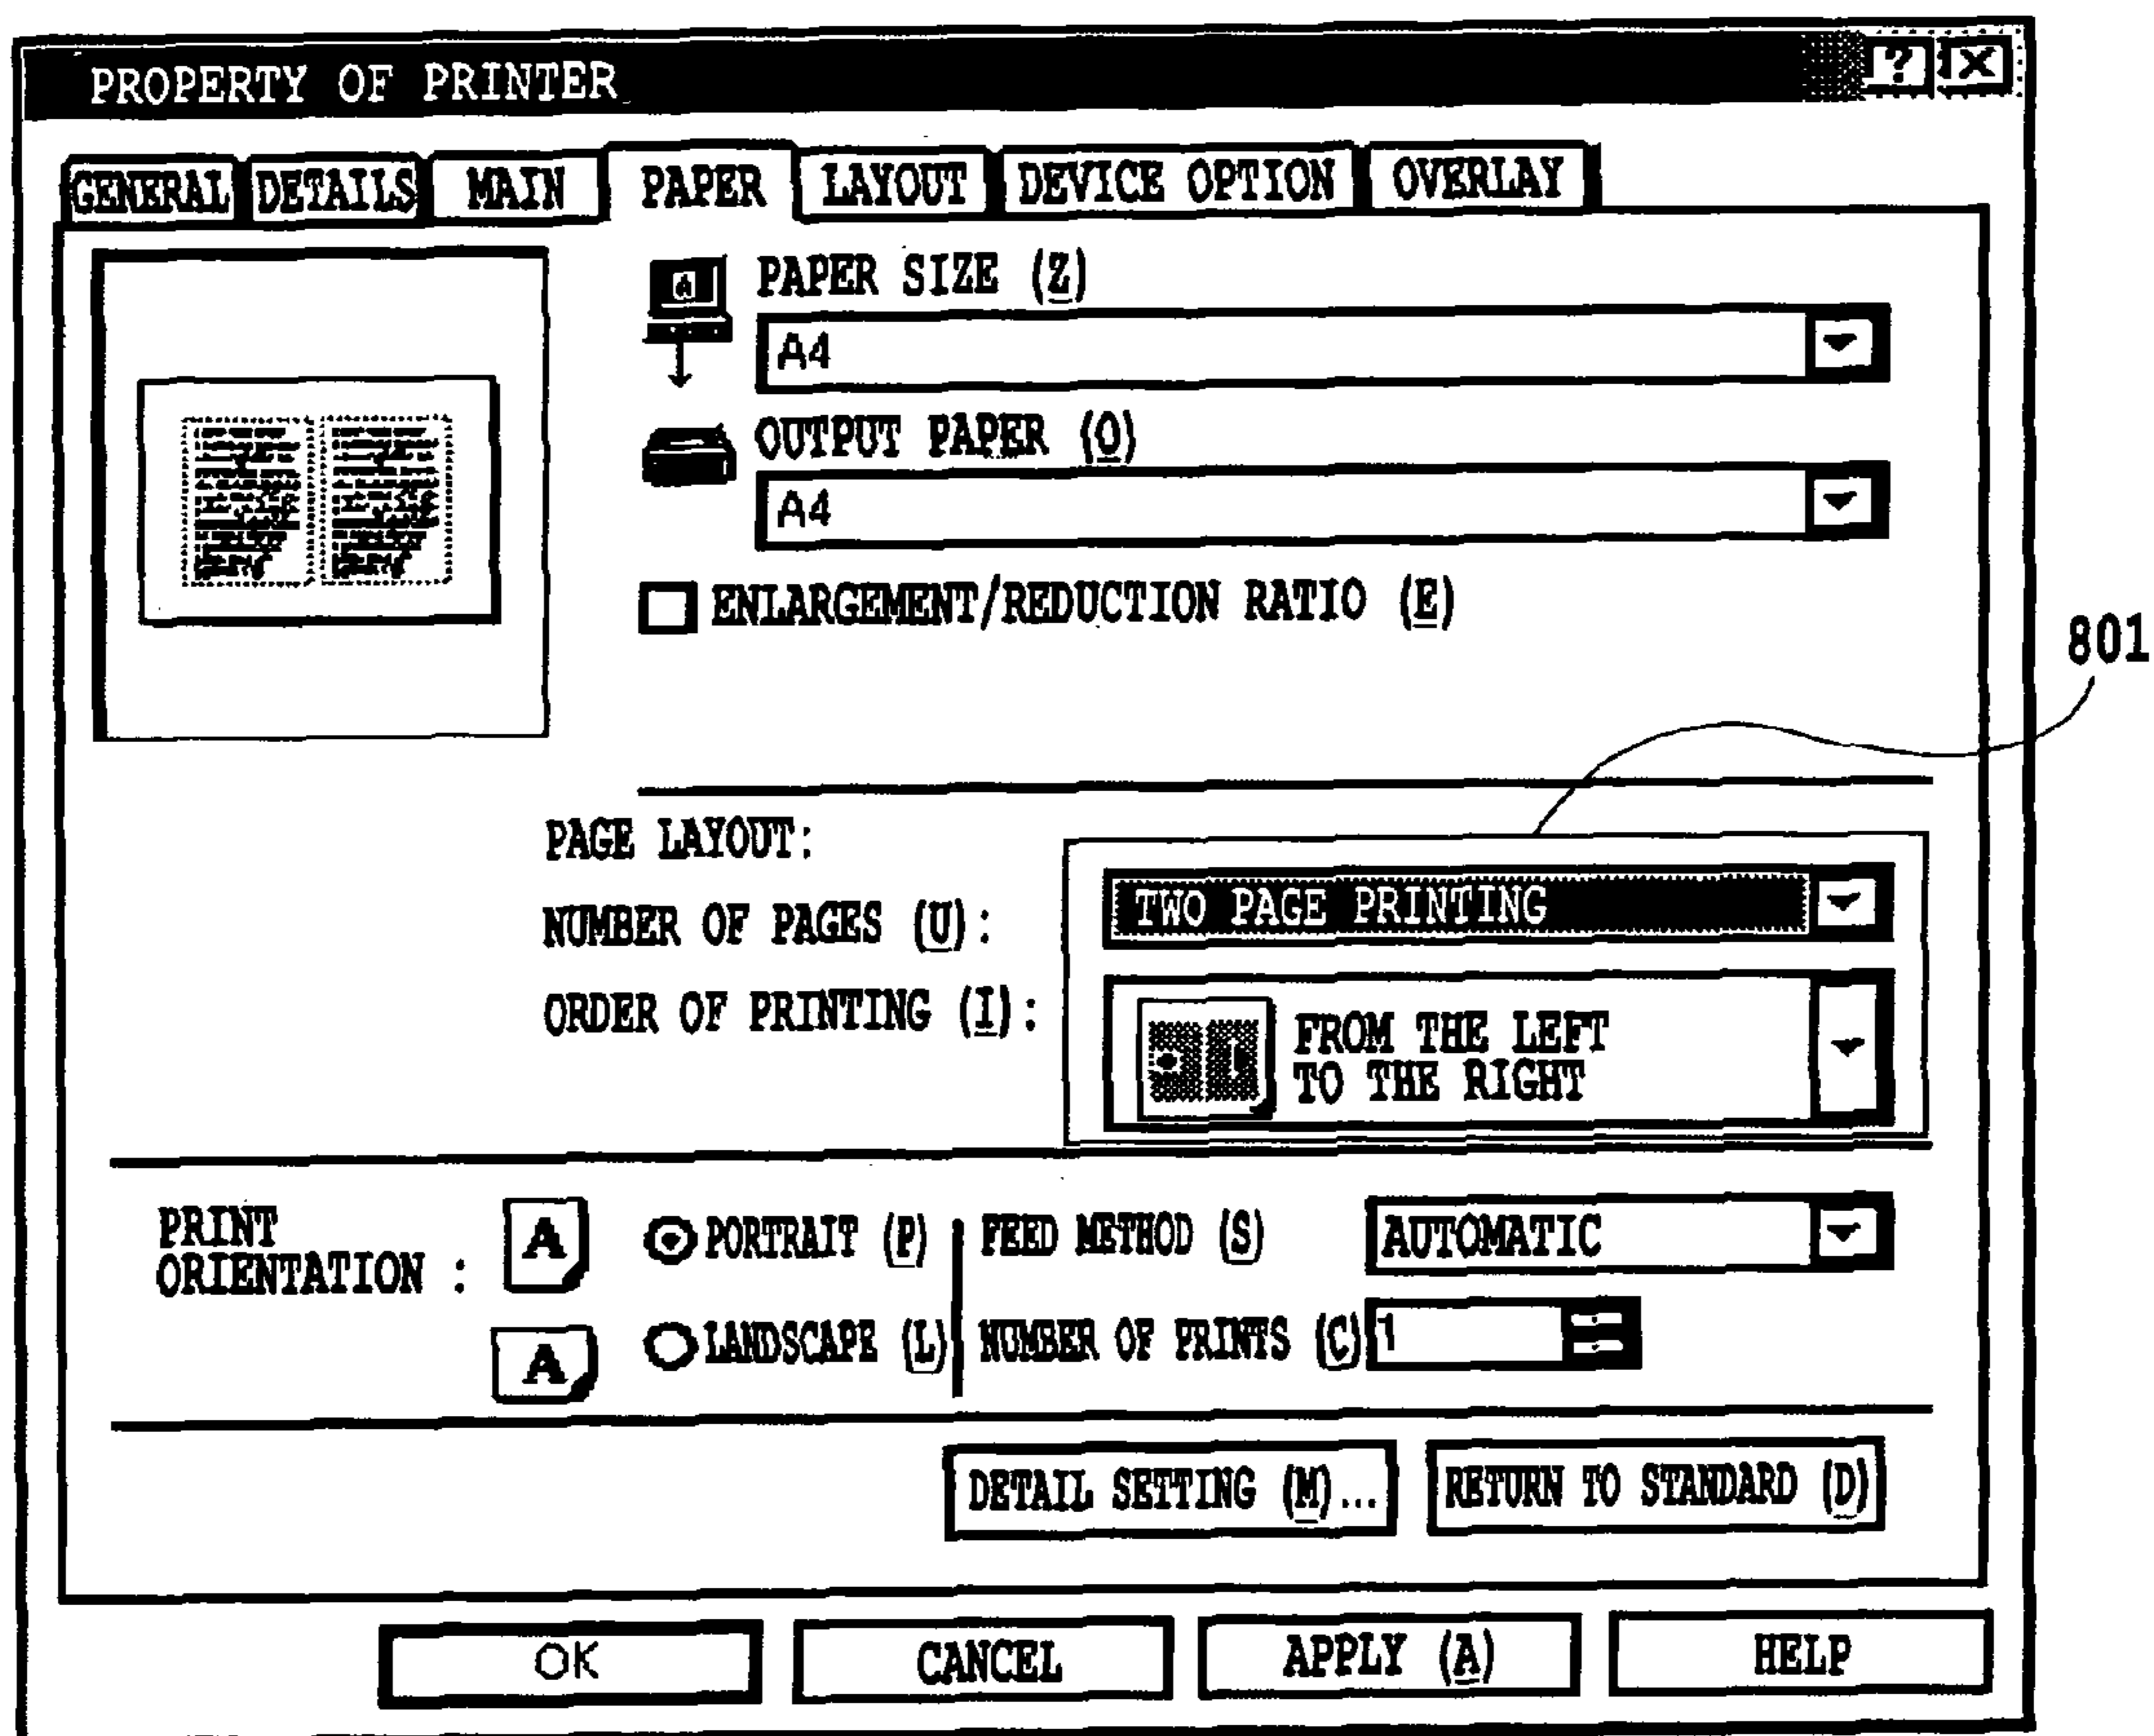 PROPERTY OF PRINTER ? X
GENERAL DETAILS MAIN PAPER LAYOUT DEVICE OPTION OVERLAY
PAPER SIZE (Z)
A4
OUTPUT PAPER (O)
A4
ENLARGEMENT/REDUCTION RATIO (E)
801
PAGE LAYOUT:
NUMBER OF PAGES (U): TWO PAGE PRINTING
ORDER OF PRINTING (I): FROM THE LEFT
TO THE RIGHT
PRINT
ORIENTATION :
A PORTRAIT (P) FEED METHOD (S) AUTOMATIC
A LANDSCAPE (L) NUMBER OF PRINTS (C) 1
DETAIL SETTING (M)... RETURN TO STANDARD (D)
OK CANCEL APPLY (A) HELP